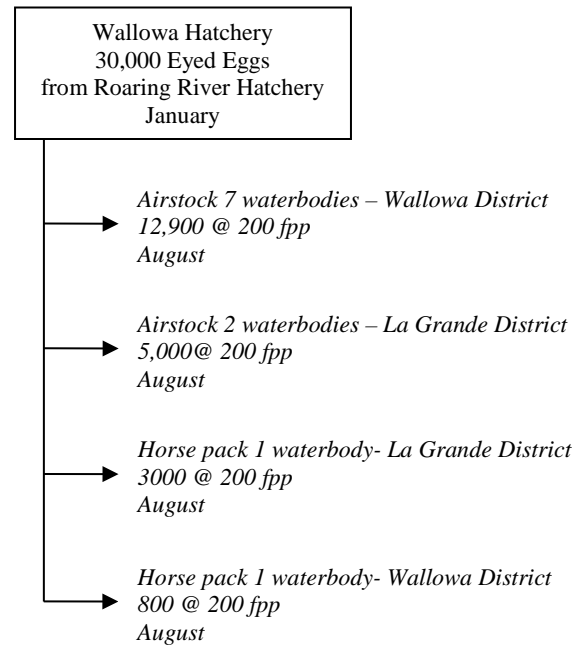 Wallowa Hatchery
30,000 Eyed Eggs
from Roaring River Hatchery
January
Airstock 7 waterbodies – Wallowa District
12,900 @ 200 fpp
August
Airstock 2 waterbodies – La Grande District
5,000@ 200 fpp
August
Horse pack 1 waterbody- La Grande District
3000 @ 200 fpp
August
Horse pack 1 waterbody- Wallowa District
800 @ 200 fpp
August